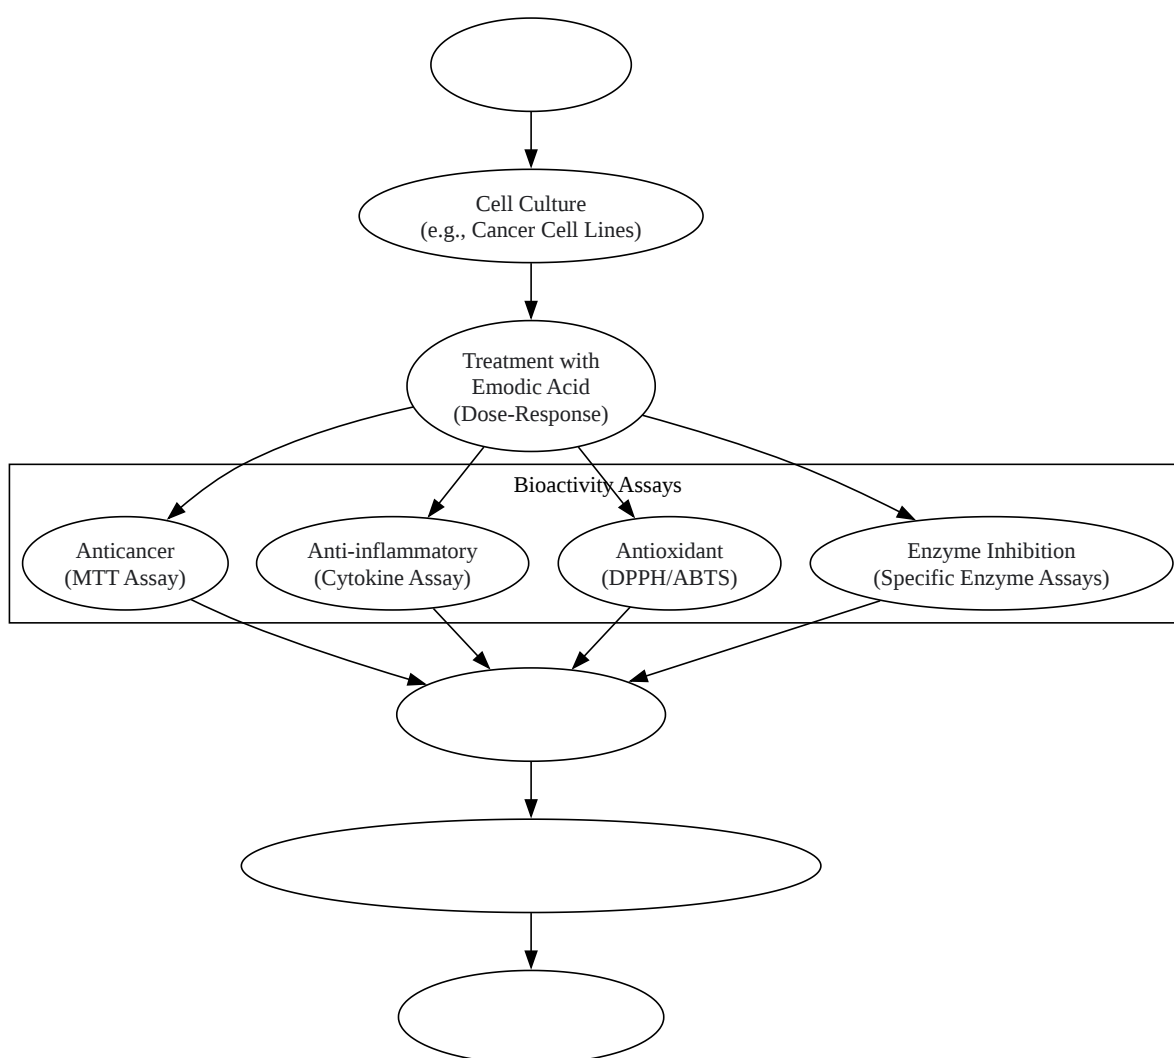 Cell Culture
(e.g., Cancer Cell Lines)
Treatment with
Emodic Acid
(Dose-Response)
Bioactivity Assays
Anticancer
(MTT Assay)
Anti-inflammatory
(Cytokine Assay)
Antioxidant
(DPPH/ABTS)
Enzyme Inhibition
(Specific Enzyme Assays)